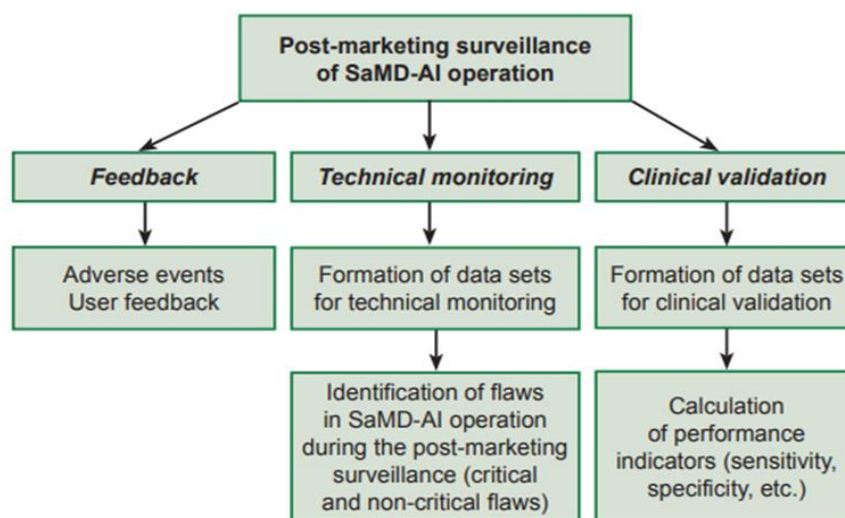 Post-marketing surveillance
of SaMD-AI operation
Feedback
Technical monitoring
Clinical validation
Adverse events
User feedback
Formation of data sets
for technical monitoring
Formation of data sets
for clinical validation
Identification of flaws
in SaMD-AI operation
during the post-marketing
surveillance (critical
and non-critical flaws)
Calculation
of performance
indicators (sensitivity,
specificity, etc.)